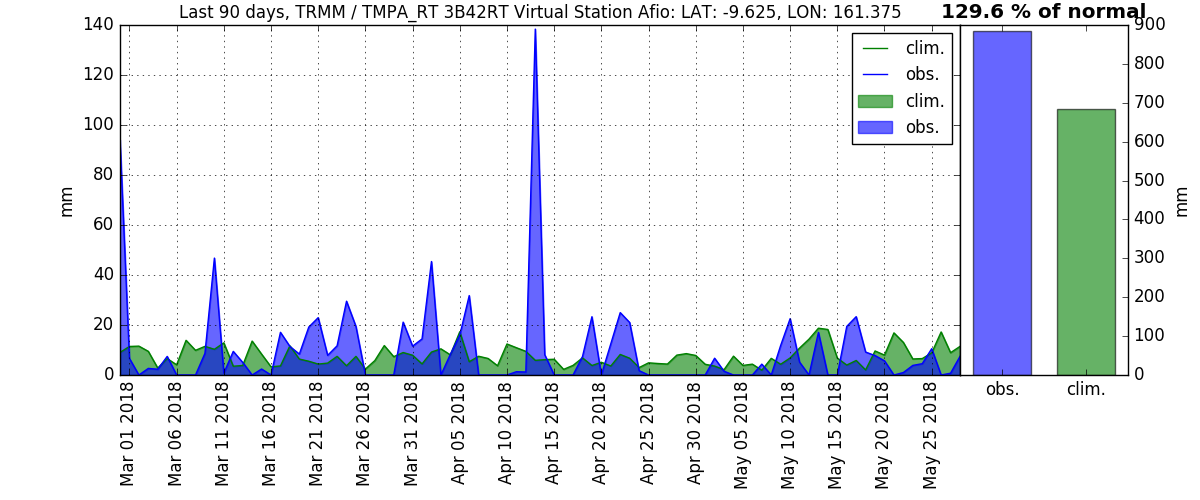 Last 90 days, TRMM / TMPA_RT 3B42RT Virtual Station Afio: LAT: -9.625, LON: 161.375
129.6 % of normal
140
120
100
80
60
40
20
0
mm
clim.
obs.
clim.
obs.
900
800
700
600
500
400
300
200
100
0
mm
Mar 01 2018
Mar 06 2018
Mar 11 2018
Mar 16 2018
Mar 21 2018
Mar 26 2018
Mar 31 2018
Apr 05 2018
Apr 10 2018
Apr 15 2018
Apr 20 2018
Apr 25 2018
Apr 30 2018
May 05 2018
May 10 2018
May 15 2018
May 20 2018
May 25 2018
obs.
clim.